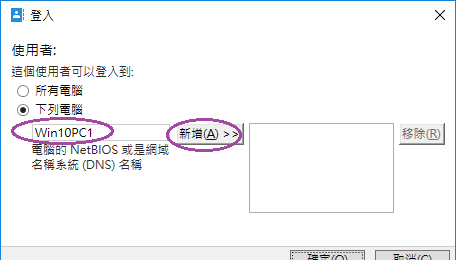 登入
使用者:
這個使用者可以登入到:
所有電腦
下列電腦
Win10PC1
新增(A) >>
移除(R)
電腦的 NetBIOS 或是網域
名稱系統 (DNS) 名稱
確定(O)
取消(C)